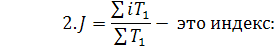 2. J = ∑ iT₁ / ∑ T₁ – это индекс: